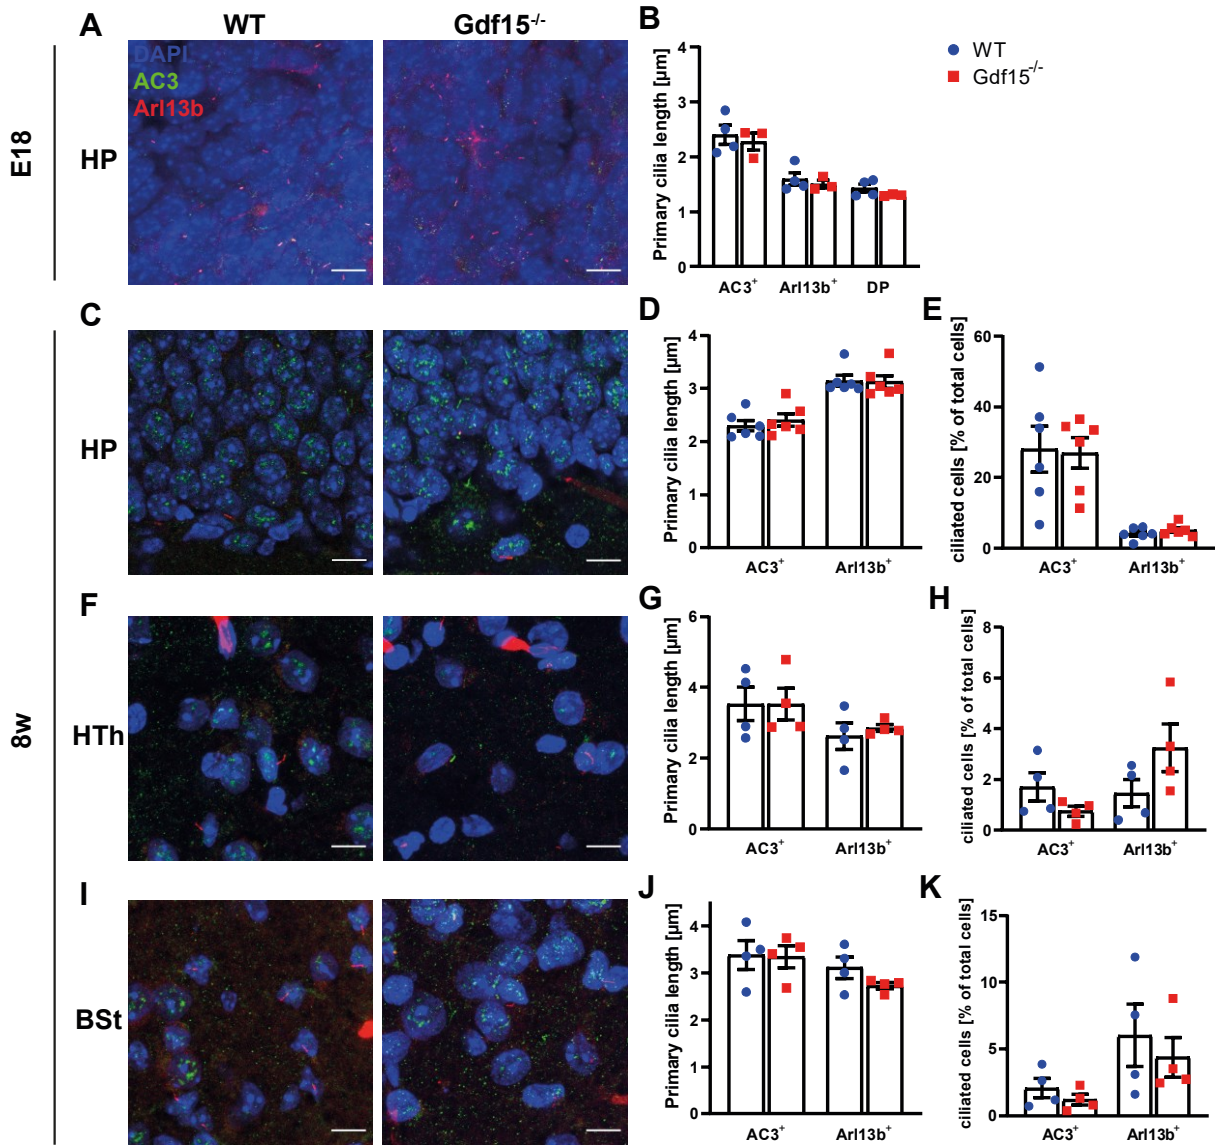 A
WT
Gdf15-/-
B
WT
Gdf15-/-
E18
HP
DAPI
AC3
Arl13b
Primary cilia length [µm]
4
3
2
1
0
AC3+
Arl13b+
DP
C
D
E
8w
HP
Primary cilia length [µm]
4
3
2
1
0
AC3+
Arl13b+
ciliated cells [% of total cells]
60
40
20
0
AC3+
Arl13b+
F
G
H
HTh
Primary cilia length [µm]
6
4
2
0
AC3+
Arl13b+
ciliated cells [% of total cells]
8
6
4
2
0
AC3+
Arl13b+
I
J
K
BSt
Primary cilia length [µm]
4
3
2
1
0
AC3+
Arl13b+
ciliated cells [% of total cells]
15
10
5
0
AC3+
Arl13b+